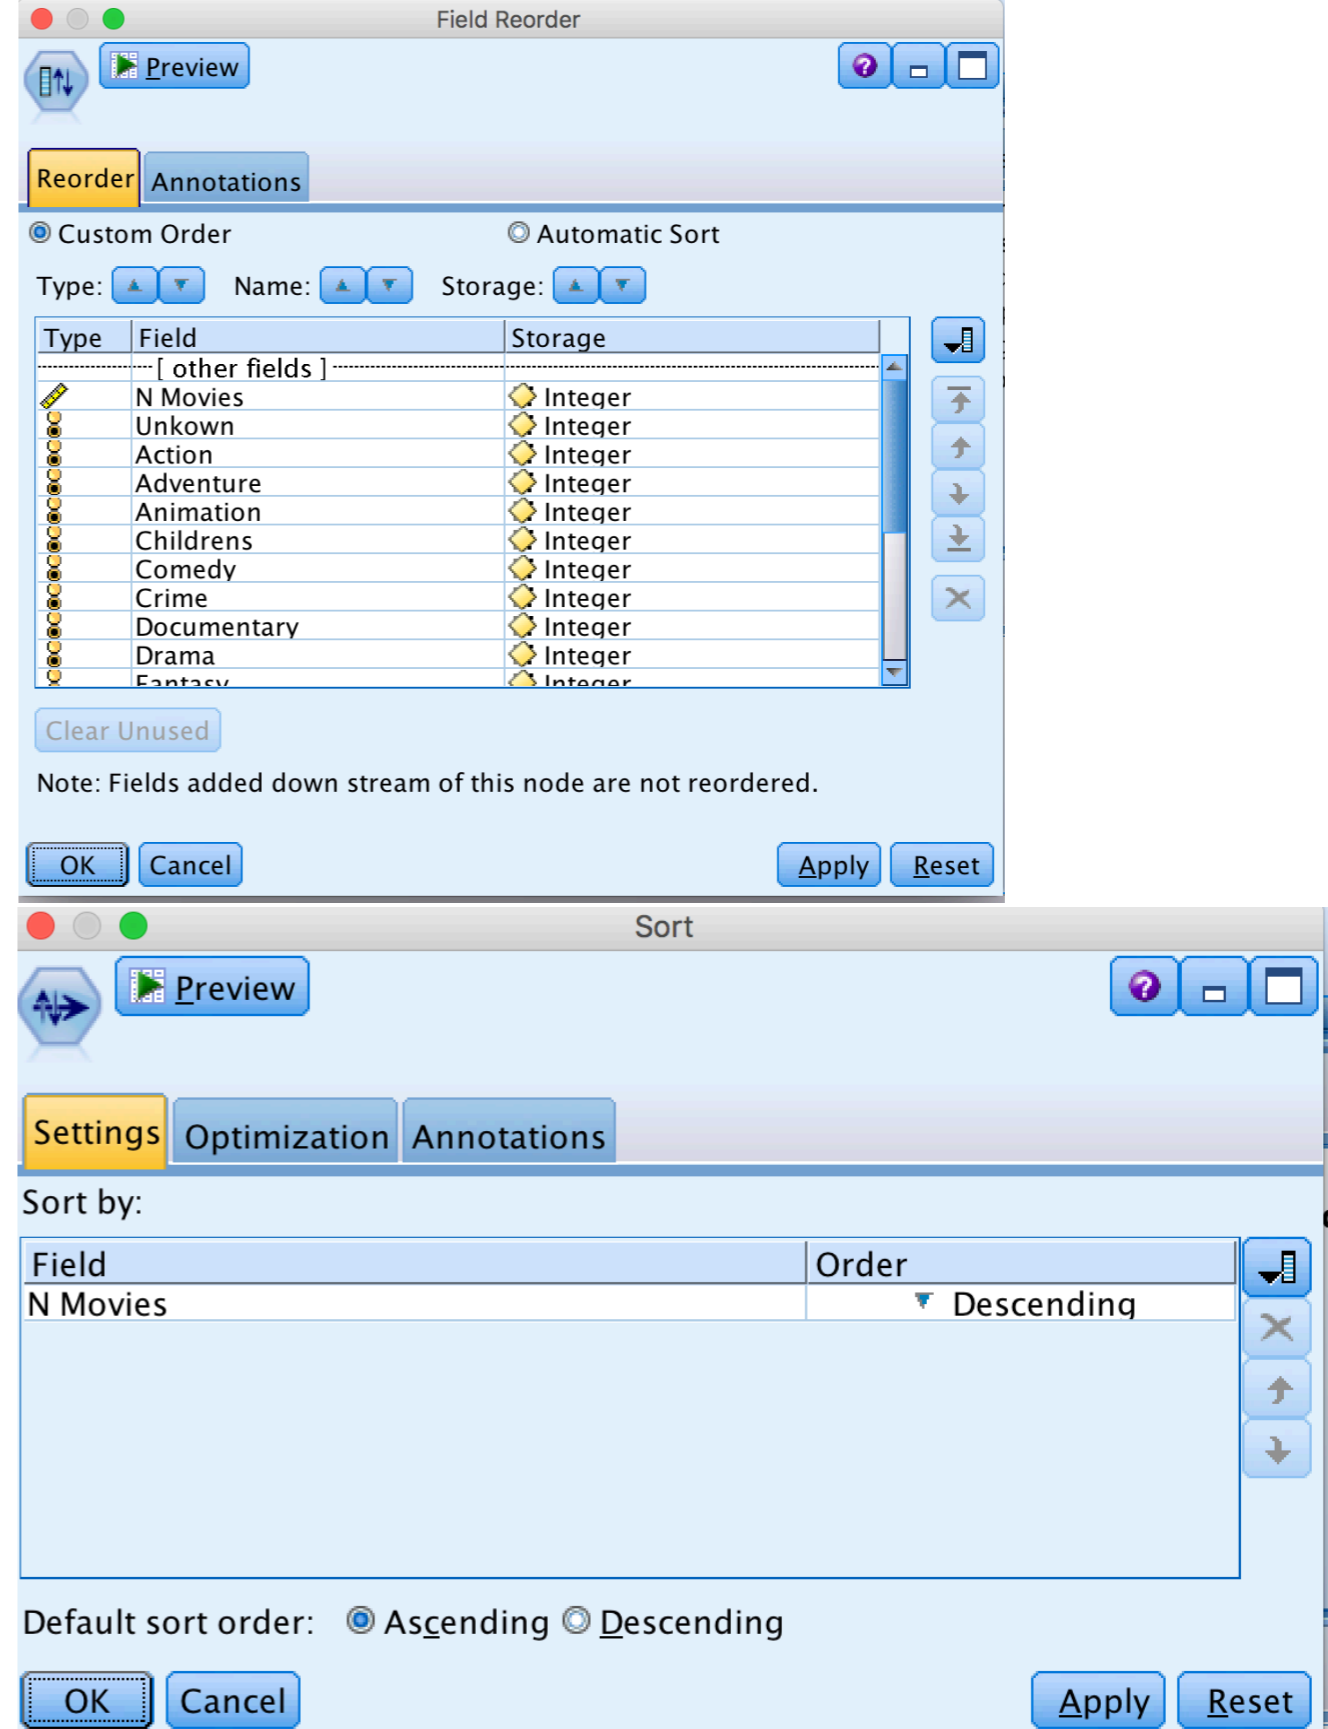 Field Reorder
Preview
Reorder Annotations
Custom Order Automatic Sort
Type: Name: Storage:
Type Field Storage
[ other fields ]
N Movies Integer
Unkown Integer
Action Integer
Adventure Integer
Animation Integer
Childrens Integer
Comedy Integer
Crime Integer
Documentary Integer
Drama Integer
Fantasy Integer
Clear Unused
Note: Fields added down stream of this node are not reordered.
OK Cancel Apply Reset
Sort
Preview
Settings Optimization Annotations
Sort by:
Field Order
N Movies Descending
Default sort order: Ascending Descending
OK Cancel Apply Reset